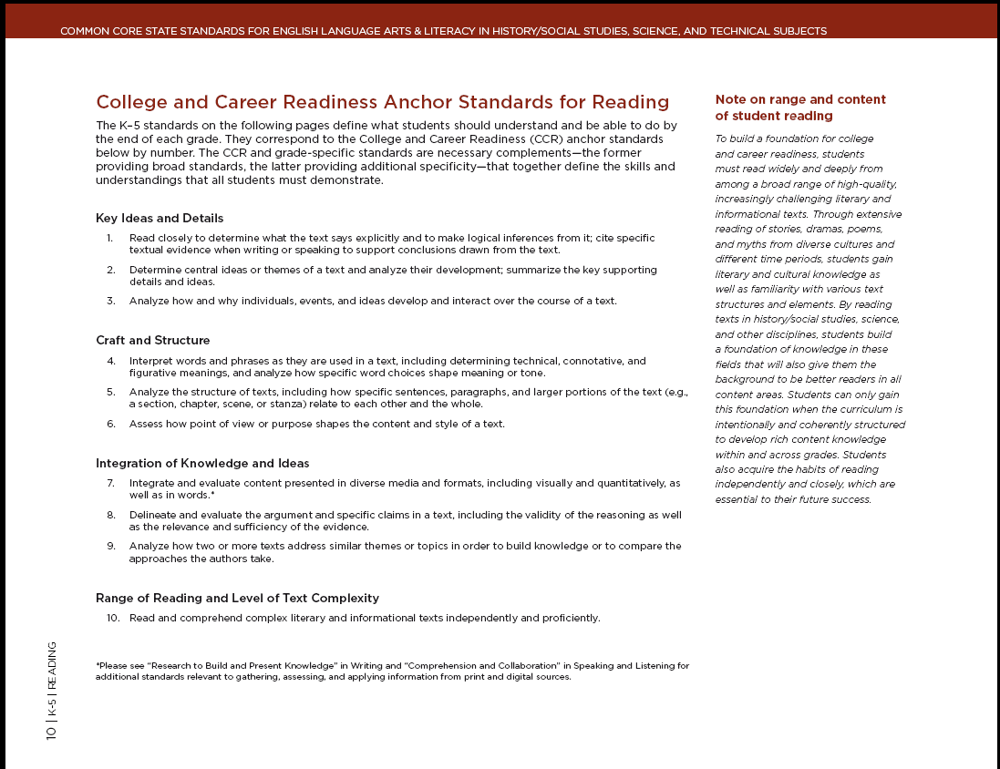 COMMON CORE STATE STANDARDS FOR ENGLISH LANGUAGE ARTS & LITERACY IN HISTORY/SOCIAL STUDIES, SCIENCE, AND TECHNICAL SUBJECTS
College and Career Readiness Anchor Standards for Reading
The K–5 standards on the following pages define what students should understand and be able to do by
the end of each grade. They correspond to the College and Career Readiness (CCR) anchor standards
below by number. The CCR and grade-specific standards are necessary complements—the former
providing broad standards, the latter providing additional specificity—that together define the skills and
understandings that all students must demonstrate.
Key Ideas and Details
1. Read closely to determine what the text says explicitly and to make logical inferences from it; cite specific
textual evidence when writing or speaking to support conclusions drawn from the text.
2. Determine central ideas or themes of a text and analyze their development; summarize the key supporting
details and ideas.
3. Analyze how and why individuals, events, and ideas develop and interact over the course of a text.
Craft and Structure
4. Interpret words and phrases as they are used in a text, including determining technical, connotative, and
figurative meanings, and analyze how specific word choices shape meaning or tone.
5. Analyze the structure of texts, including how specific sentences, paragraphs, and larger portions of the text (e.g.,
a section, chapter, scene, or stanza) relate to each other and the whole.
6. Assess how point of view or purpose shapes the content and style of a text.
Integration of Knowledge and Ideas
7. Integrate and evaluate content presented in diverse media and formats, including visually and quantitatively, as
well as in words.*
8. Delineate and evaluate the argument and specific claims in a text, including the validity of the reasoning as well
as the relevance and sufficiency of the evidence.
9. Analyze how two or more texts address similar themes or topics in order to build knowledge or to compare the
approaches the authors take.
Range of Reading and Level of Text Complexity
10. Read and comprehend complex literary and informational texts independently and proficiently.
*Please see “Research to Build and Present Knowledge” in Writing and “Comprehension and Collaboration” in Speaking and Listening for
additional standards relevant to gathering, assessing, and applying information from print and digital sources.
Note on range and content
of student reading
To build a foundation for college
and career readiness, students
must read widely and deeply from
among a broad range of high-quality,
increasingly challenging literary and
informational texts. Through extensive
reading of stories, dramas, poems,
and myths from diverse cultures and
different time periods, students gain
literary and cultural knowledge as
well as familiarity with various text
structures and elements. By reading
texts in history/social studies, science,
and other disciplines, students build
a foundation of knowledge in these
fields that will also give them the
background to be better readers in all
content areas. Students can only gain
this foundation when the curriculum is
intentionally and coherently structured
to develop rich content knowledge
within and across grades. Students
also acquire the habits of reading
independently and closely, which are
essential to their future success.
10 | K-5 | READING